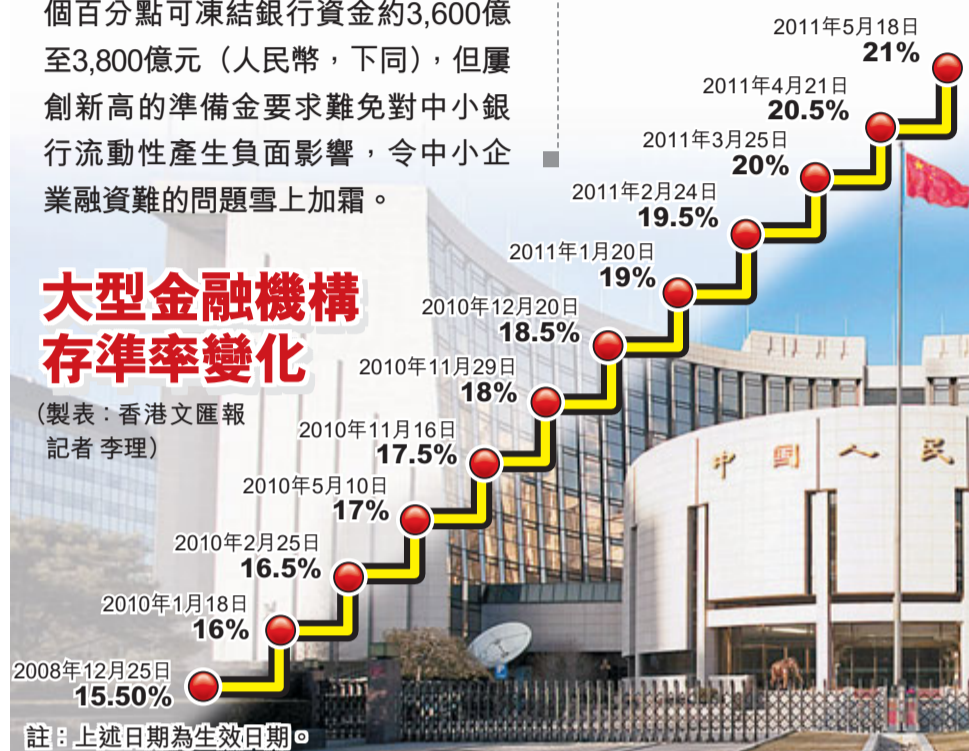 個百分點可凍結銀行資金約3,600億
至3,800億元（人民幣，下同），但屢
創新高的準備金要求難免對中小銀
行流動性產生負面影響，令中小企
業融資難的問題雪上加霜。
大型金融機構
存準率變化
（製表：香港文匯報
記者 李理）
2011年5月18日
21%
2011年4月21日
20.5%
2011年3月25日
20%
2011年2月24日
19.5%
2011年1月20日
19%
2010年12月20日
18.5%
2010年11月29日
18%
2010年11月16日
17.5%
2010年5月10日
17%
2010年2月25日
16.5%
2010年1月18日
16%
2008年12月25日
15.50%
中國人民
註：上述日期為生效日期。